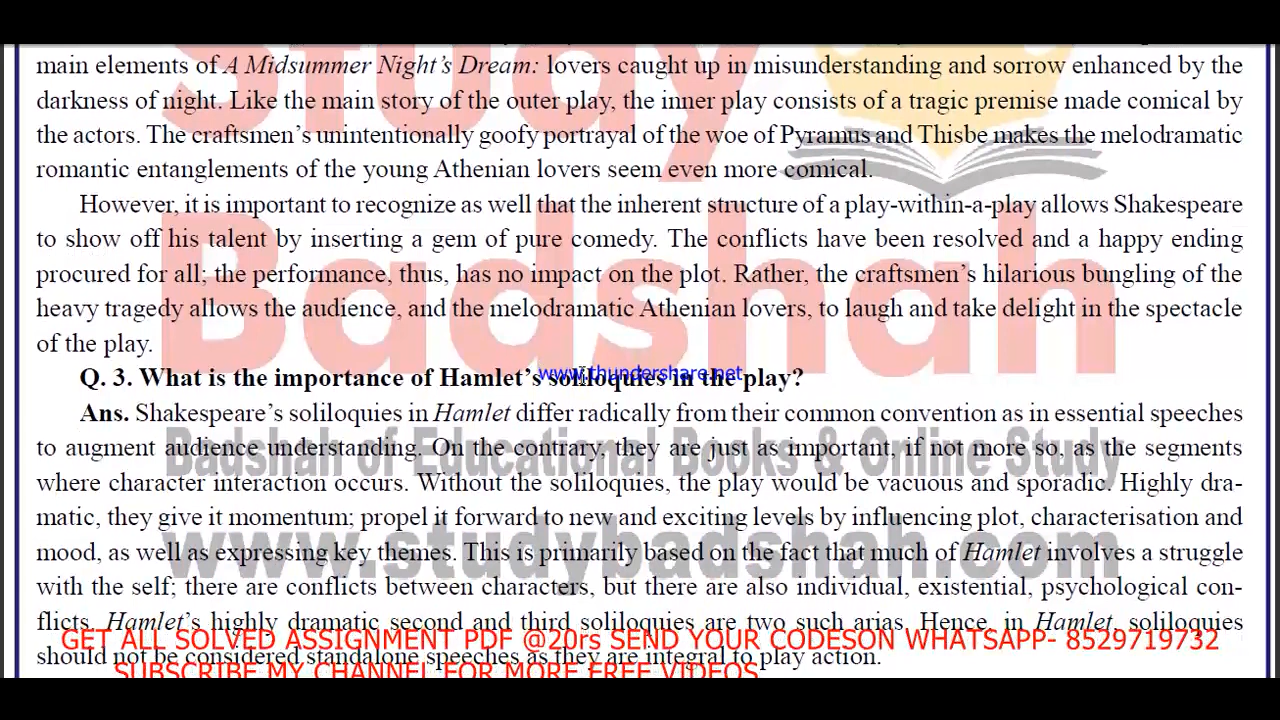 main elements of A Midsummer Night's Dream: lovers caught up in misunderstanding and sorrow enhanced by the
darkness of night. Like the main story of the outer play, the inner play consists of a tragic premise made comical by
the actors. The craftsmen's unintentionally goofy portrayal of the woe of Pyramus and Thisbe makes the melodramatic
romantic entanglements of the young Athenian lovers seem even more comical.
However, it is important to recognize as well that the inherent structure of a play-within-a-play allows Shakespeare
to show off his talent by inserting a gem of pure comedy. The conflicts have been resolved and a happy ending
procured for all; the performance, thus, has no impact on the plot. Rather, the craftsmen's hilarious bungling of the
heavy tragedy allows the audience, and the melodramatic Athenian lovers, to laugh and take delight in the spectacle
of the play.
Q. 3. What is the importance of Hamlet's soliloquies in the play?
www.thundershare.net
Ans. Shakespeare's soliloquies in Hamlet differ radically from their common convention as in essential speeches
to augment audience understanding. On the contrary, they are just as important, if not more so, as the segments
where character interaction occurs. Without the soliloquies, the play would be vacuous and sporadic. Highly dra-
matic, they give it momentum; propel it forward to new and exciting levels by influencing plot, characterisation and
mood, as well as expressing key themes. This is primarily based on the fact that much of Hamlet involves a struggle
with the self; there are conflicts between characters, but there are also individual, existential, psychological con-
flicts. Hamlet's highly dramatic second and third soliloquies are two such arias. Hence, in Hamlet, soliloquies
should not be considered standalone speeches as they are integral to play action.
GET ALL SOLVED ASSIGNMENT PDF @20rs SEND YOUR CODESON WHATSAPP- 8529719732
SUBSCRIBE MY CHANNEL FOR MORE FREE VIDEOS
Study
Badshah
Badshah of Educational Books & Online Study
www.studybadshah.com